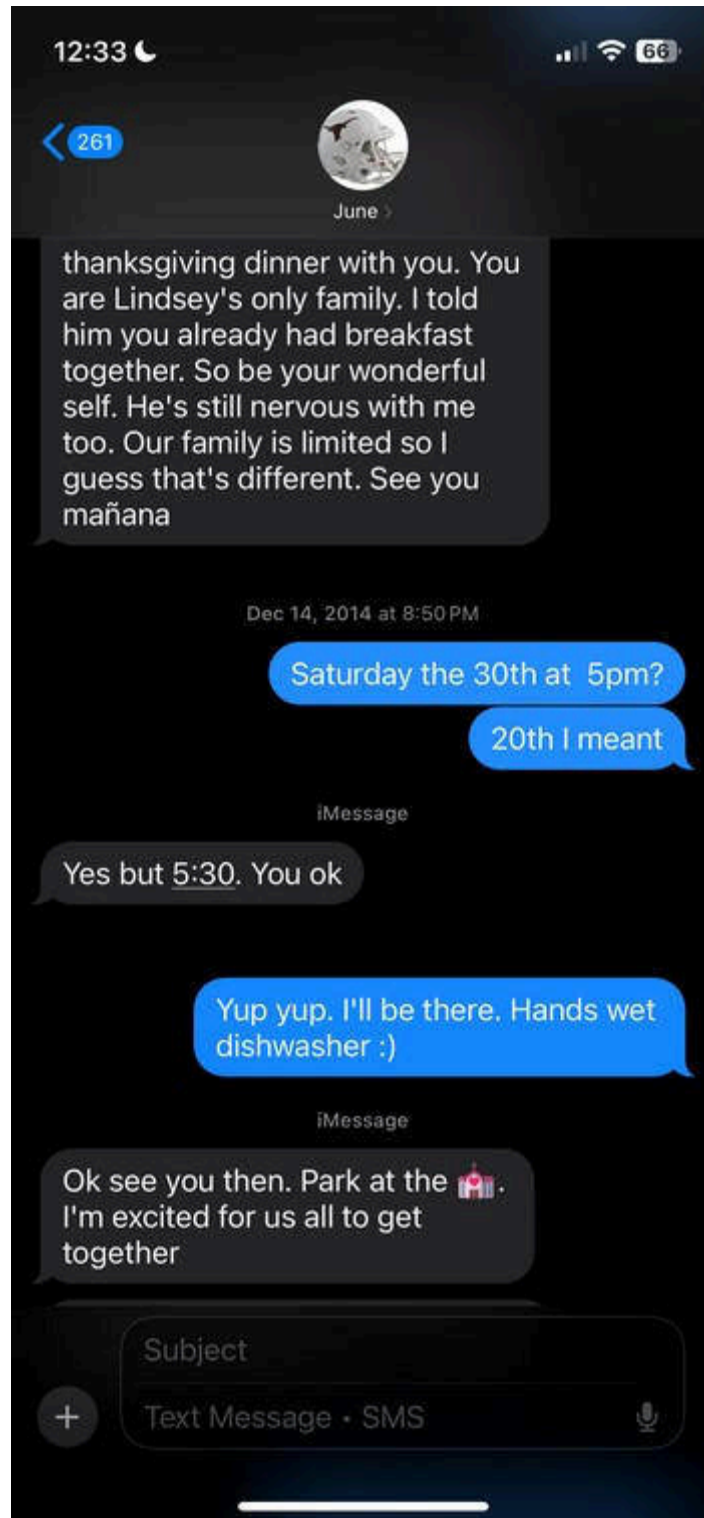 12:33
66
261
June
thanksgiving dinner with you. You
are Lindsey's only family. I told
him you already had breakfast
together. So be your wonderful
self. He's still nervous with me
too. Our family is limited so I
guess that's different. See you
mañana
Dec 14, 2014 at 8:50 PM
Saturday the 30th at  5pm?
20th I meant
iMessage
Yes but 5:30. You ok
Yup yup. I'll be there. Hands wet
dishwasher :)
iMessage
Ok see you then. Park at the 💒.
I'm excited for us all to get
together
Subject
Text Message • SMS